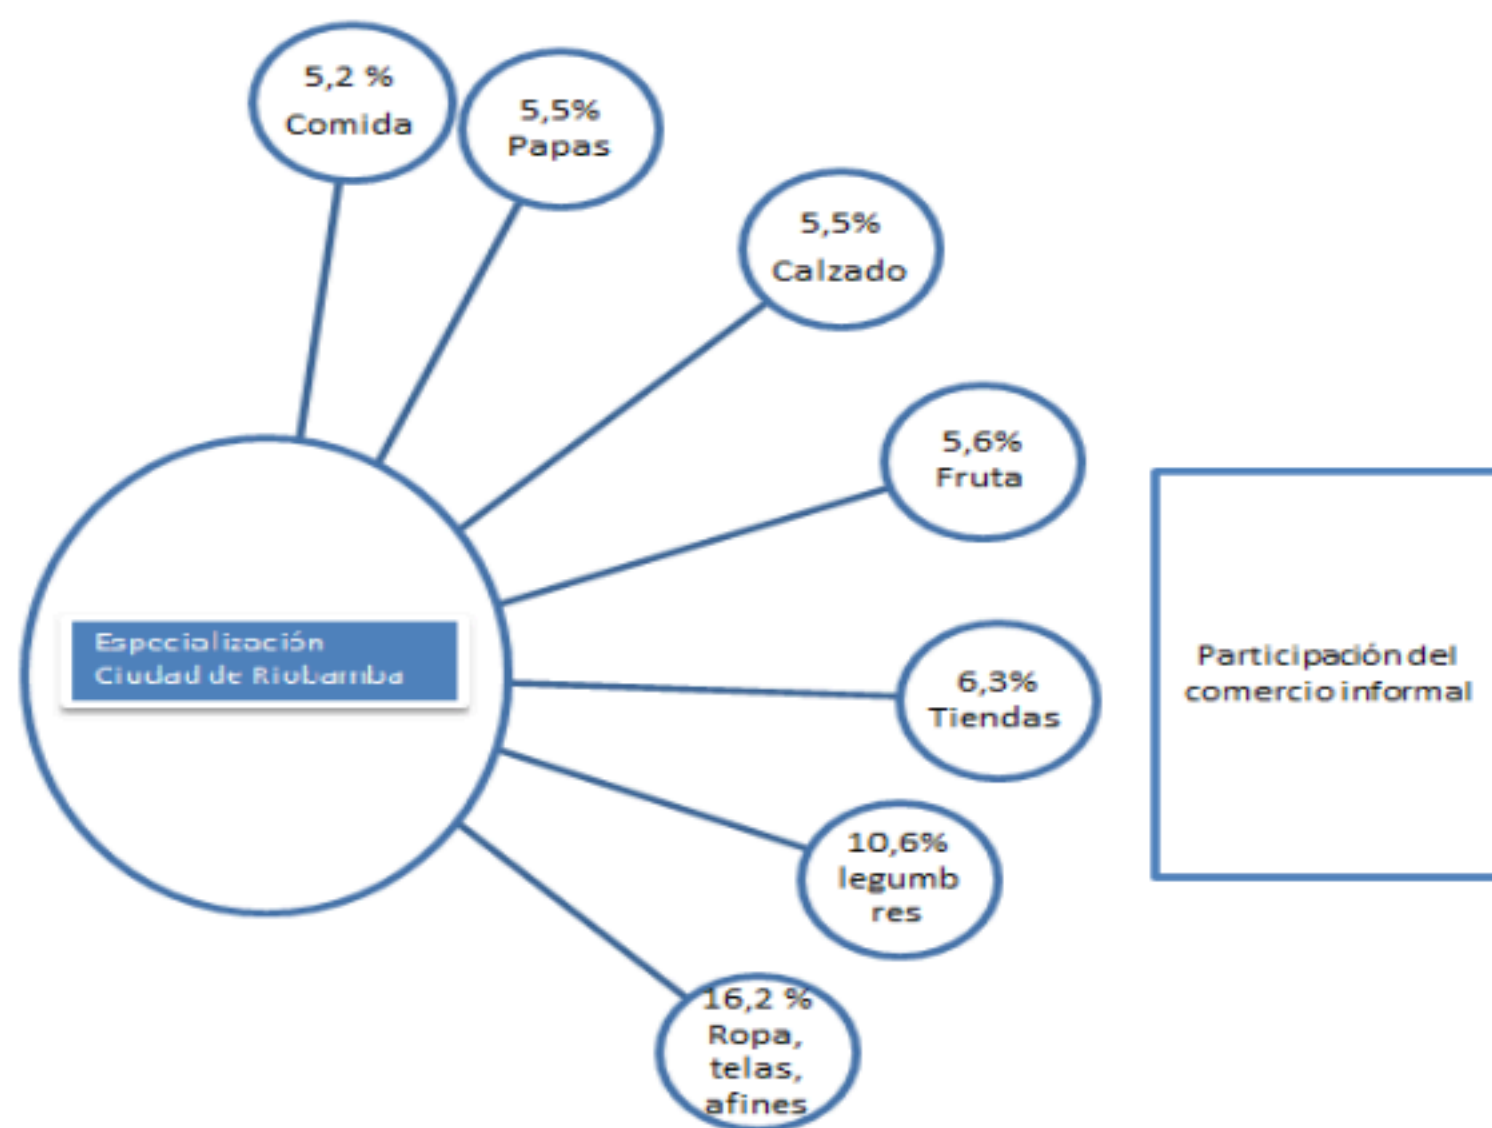 5,2 %
Comida
5,5%
Papas
5,5%
Calzado
5,6%
Fruta
Especialización
Ciudad de Riobamba
6,3%
Tiendas
Participación del
comercio informal
10,6%
legumb
res
16,2 %
Ropa,
telas,
afines